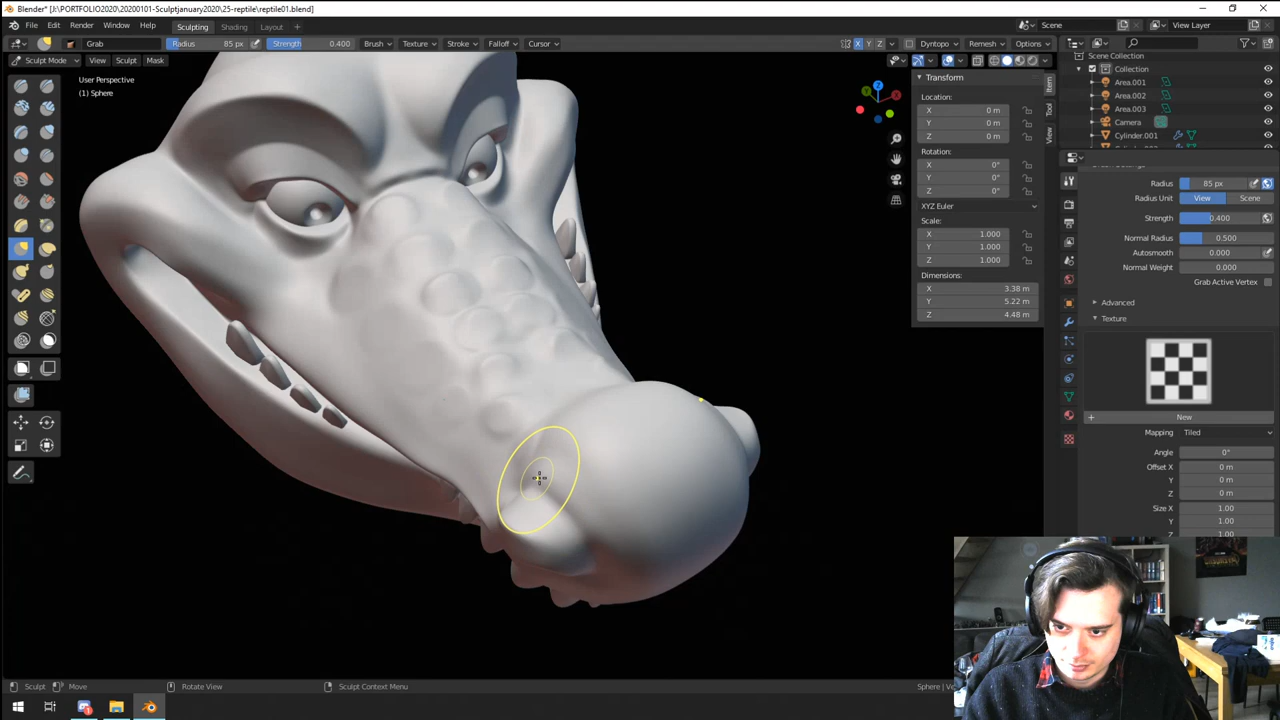 Blender* [J:\PORTFOLIO2020\20200101-Sculptjanuary2020\25-reptile\reptile01.blend]
File Edit Render Window Help Sculpting Shading Layout + Scene View Layer
Grab Radius 85 px Strength 0.400 Brush Texture Stroke Falloff Cursor X Y Z Dyntopo Remesh Options
Sculpt Mode View Sculpt Mask
Scene Collection
Collection
Area.001
Area.002
Area.003
Camera
Cylinder.001
User Perspective
(1) Sphere
Transform
Location:
X 0 m
Y 0 m
Z 0 m
Rotation:
X 0°
Y 0°
Z 0°
XYZ Euler
Scale:
X 1.000
Y 1.000
Z 1.000
Dimensions:
X 3.38 m
Y 5.22 m
Z 4.48 m
Item
Tool
View
Radius 85 px
Radius Unit View Scene
Strength 0.400
Normal Radius 0.500
Autosmooth 0.000
Normal Weight 0.000
Grab Active Vertex
Advanced
Texture
New
Mapping Tiled
Angle 0°
Offset X 0 m
Y 0 m
Z 0 m
Size X 1.00
Y 1.00
Sculpt Move Rotate View Sculpt Context Menu